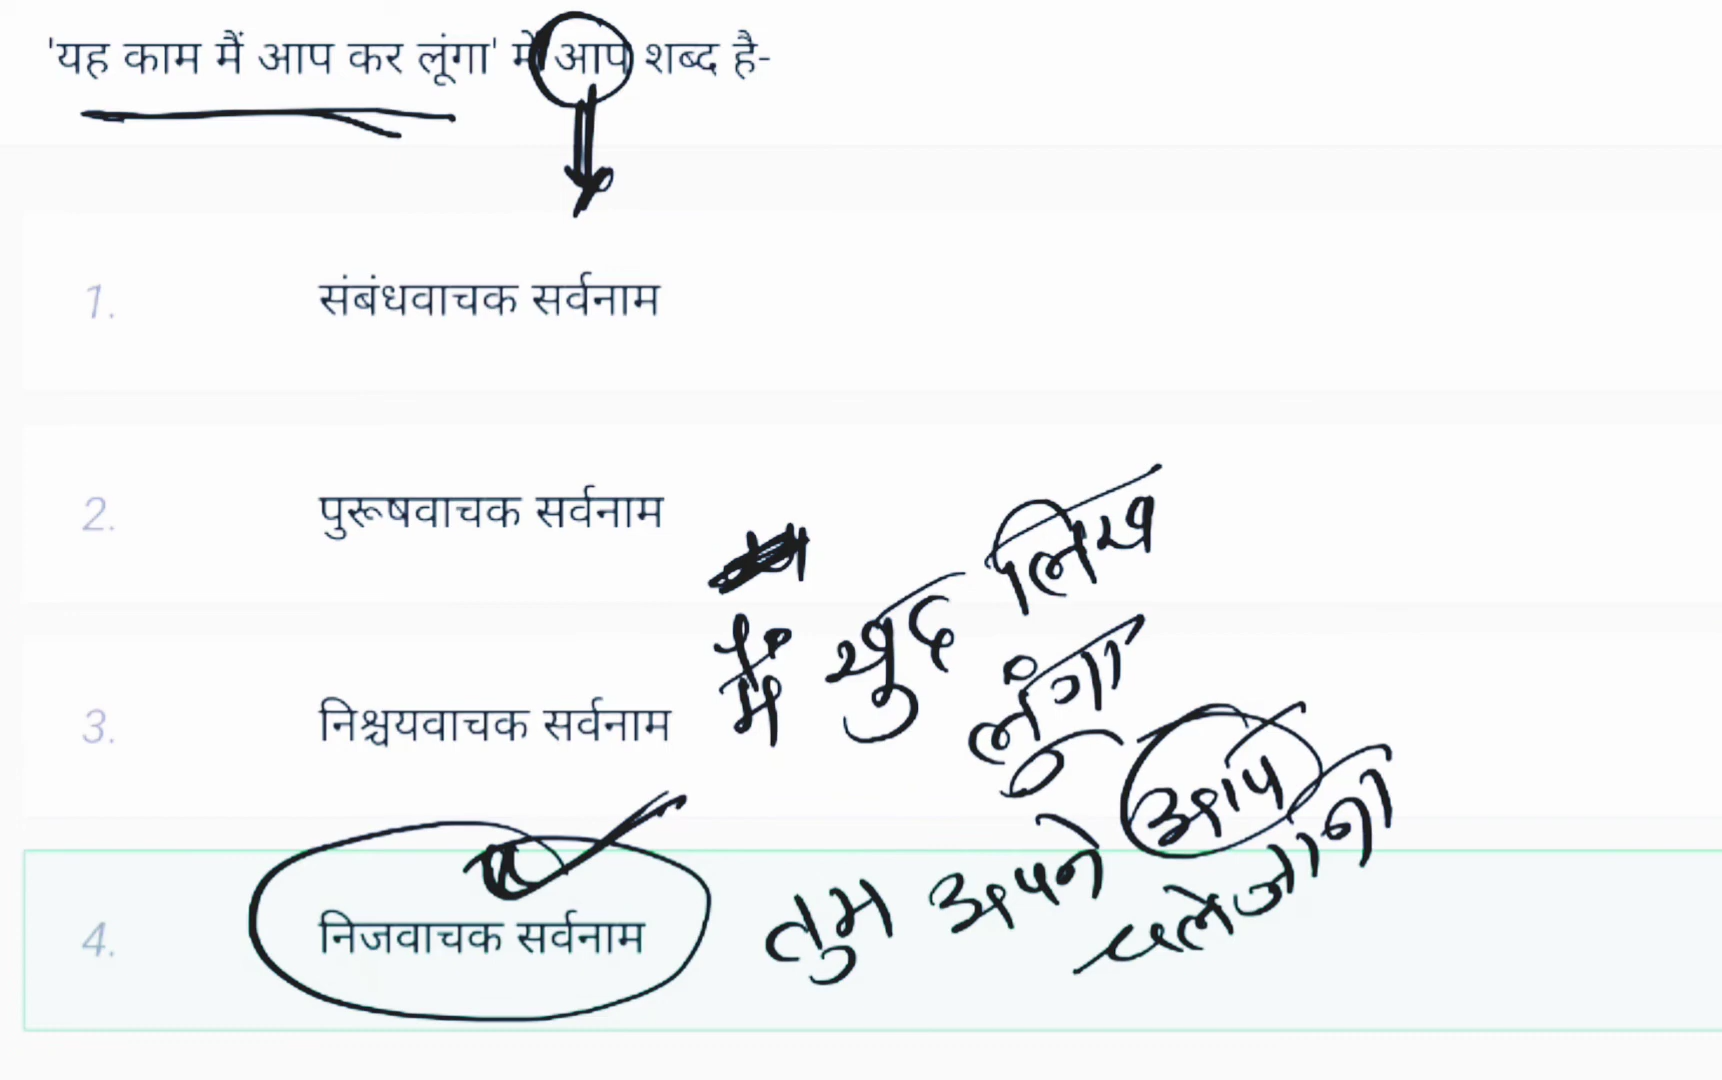 'यह काम मैं आप कर लूंगा' में आप शब्द है-
1. संबंधवाचक सर्वनाम
2. पुरूषवाचक सर्वनाम
3. निश्चयवाचक सर्वनाम
4. निजवाचक सर्वनाम
मैं खुद लिख
लूंगा
तुम अपने आप
चले जाना